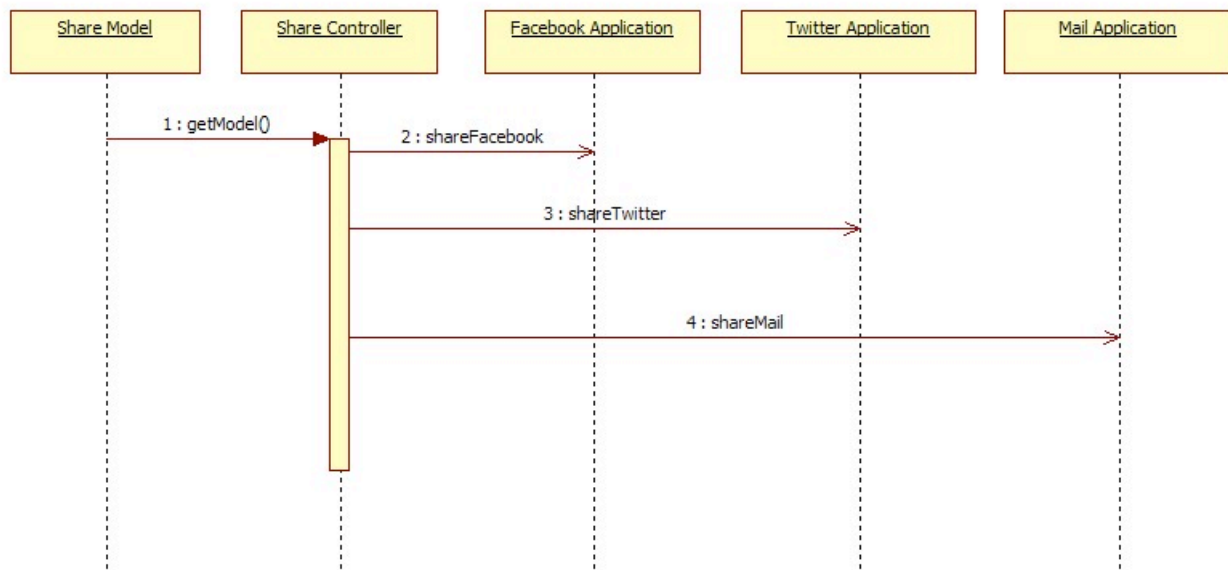 Share Model
Share Controller
Facebook Application
Twitter Application
Mail Application
1 : getModel()
2 : shareFacebook
3 : shareTwitter
4 : shareMail